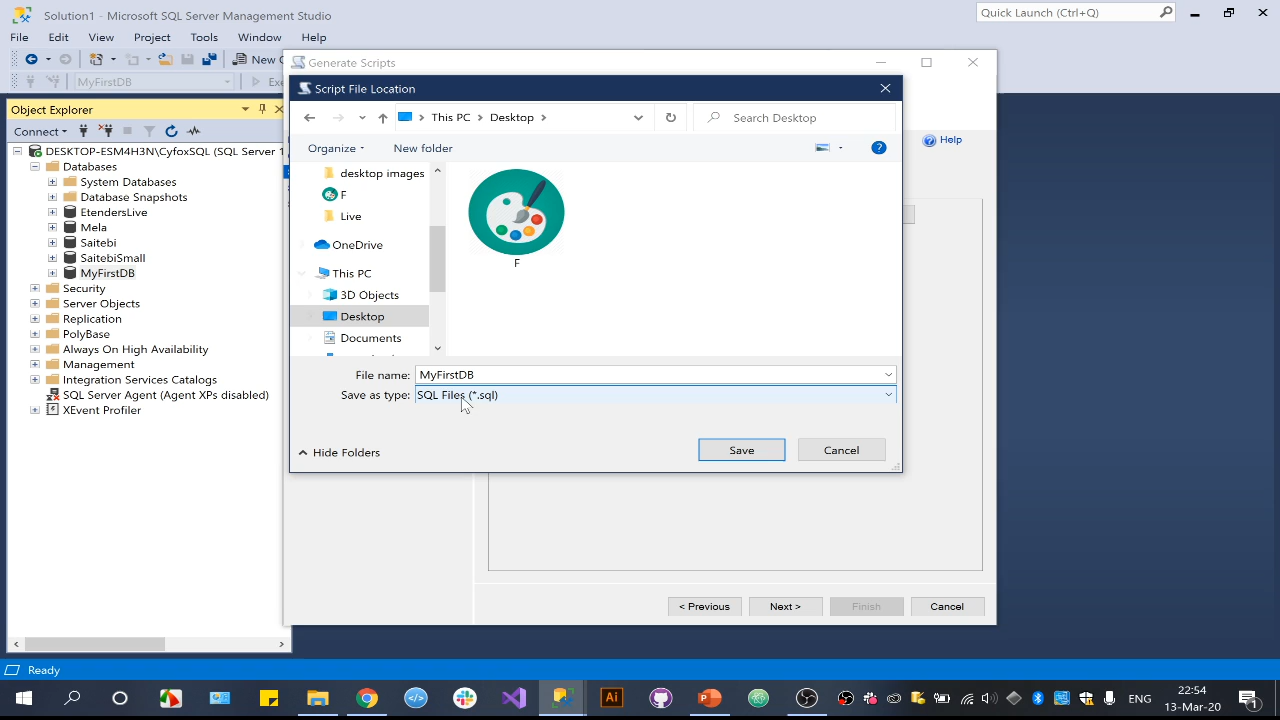 Solution1 - Microsoft SQL Server Management Studio
Quick Launch (Ctrl+Q)
File Edit View Project Tools Window Help
New
MyFirstDB
Generate Scripts
Object Explorer
Connect
DESKTOP-ESM4H3N\CyfoxSQL (SQL Server 1
Databases
System Databases
Database Snapshots
EtendersLive
Mela
Saitebi
SaitebiSmall
MyFirstDB
Security
Server Objects
Replication
PolyBase
Always On High Availability
Management
Integration Services Catalogs
SQL Server Agent (Agent XPs disabled)
XEvent Profiler
Script File Location
This PC > Desktop >
Search Desktop
Organize New folder
desktop images
F
Live
OneDrive
This PC
3D Objects
Desktop
Documents
F
File name: MyFirstDB
Save as type: SQL Files (*.sql)
Hide Folders
Save Cancel
Help
< Previous Next > Finish Cancel
Ready
Ai
ENG
22:54
13-Mar-20
1